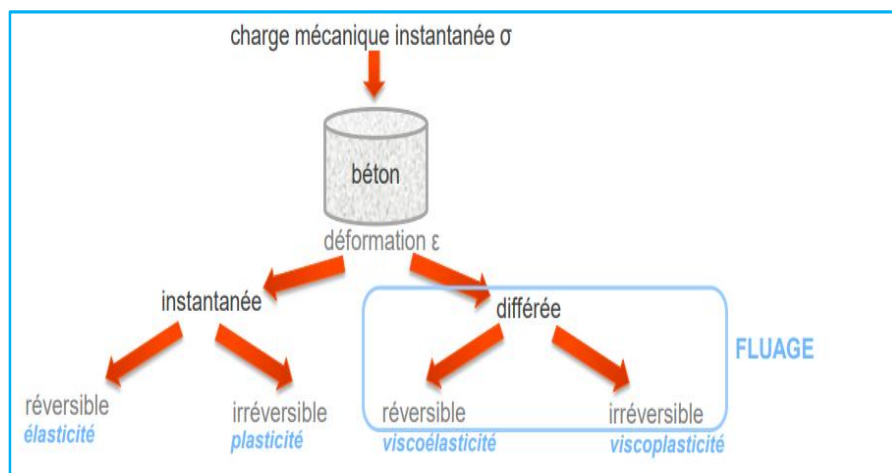 charge mécanique instantanée σ
béton
déformation ε
instantanée
différée
FLUAGE
réversible
élasticité
irréversible
plasticité
réversible
viscoélasticité
irréversible
viscoplasticité